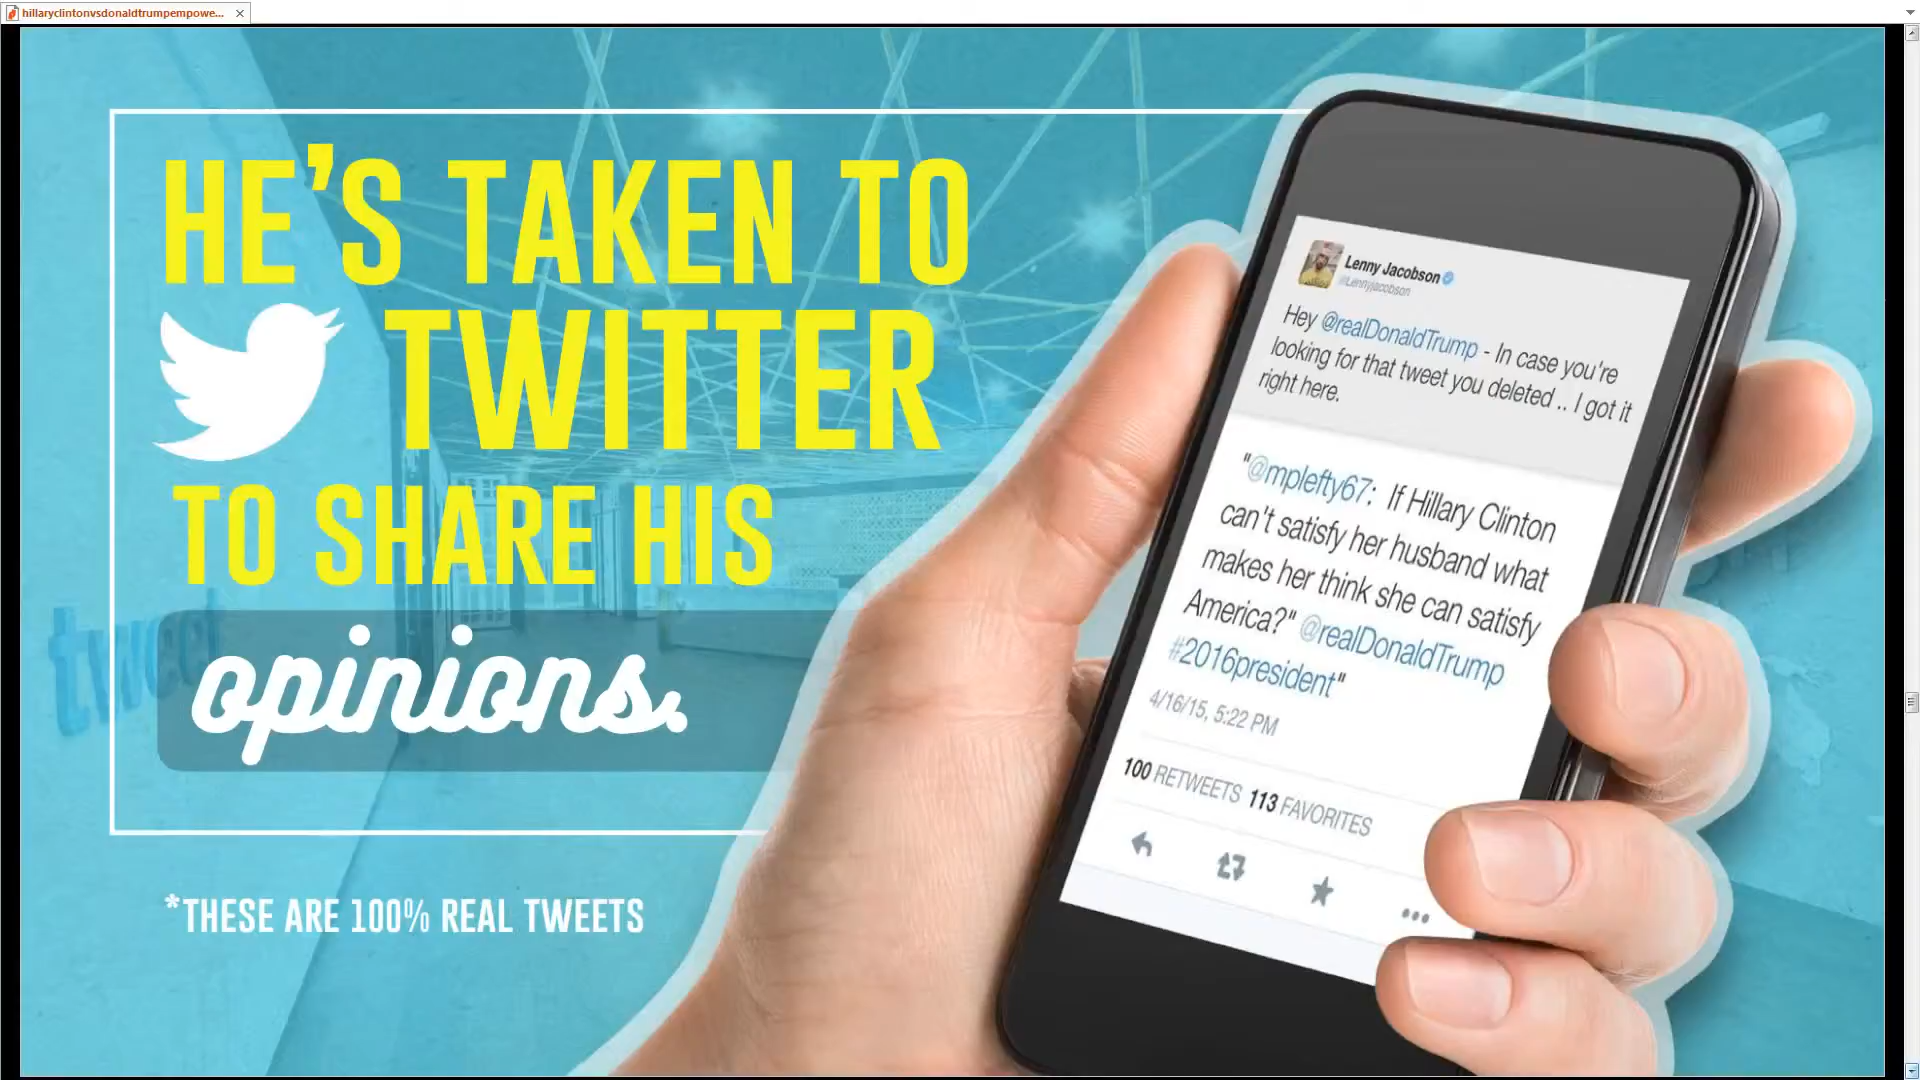 hillaryclintonvsdonaldtrumpempowe...
HE'S TAKEN TO
TWITTER
TO SHARE HIS
opinions.
*THESE ARE 100% REAL TWEETS
Lenny Jacobson
@Lennyjacobson
Hey @realDonaldTrump - In case you're
looking for that tweet you deleted .. I got it
right here.
"@mplefty67: If Hillary Clinton
can't satisfy her husband what
makes her think she can satisfy
America?" @realDonaldTrump
#2016president"
4/16/15, 5:22 PM
100 RETWEETS 113 FAVORITES